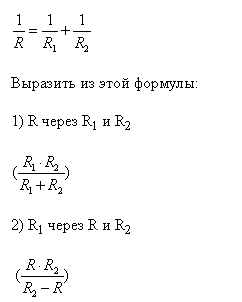 1/R = 1/R₁ + 1/R₂
Выразить из этой формулы:
1) R через R₁ и R₂
(R₁ · R₂ / R₁ + R₂)
2) R₁ через R и R₂
(R · R₂ / R₂ − R)